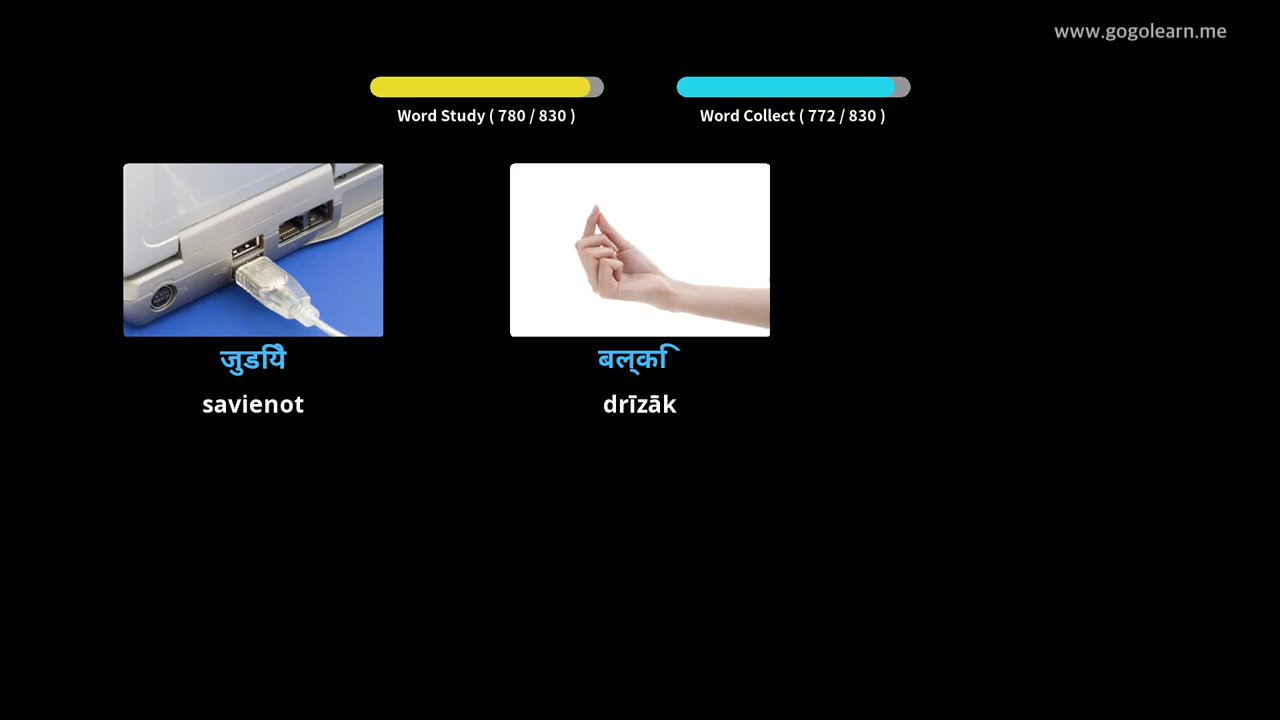 www.gogolearn.me
Word Study ( 780 / 830 )
Word Collect ( 772 / 830 )
जुडयिे
बल्कि
savienot
drīzāk